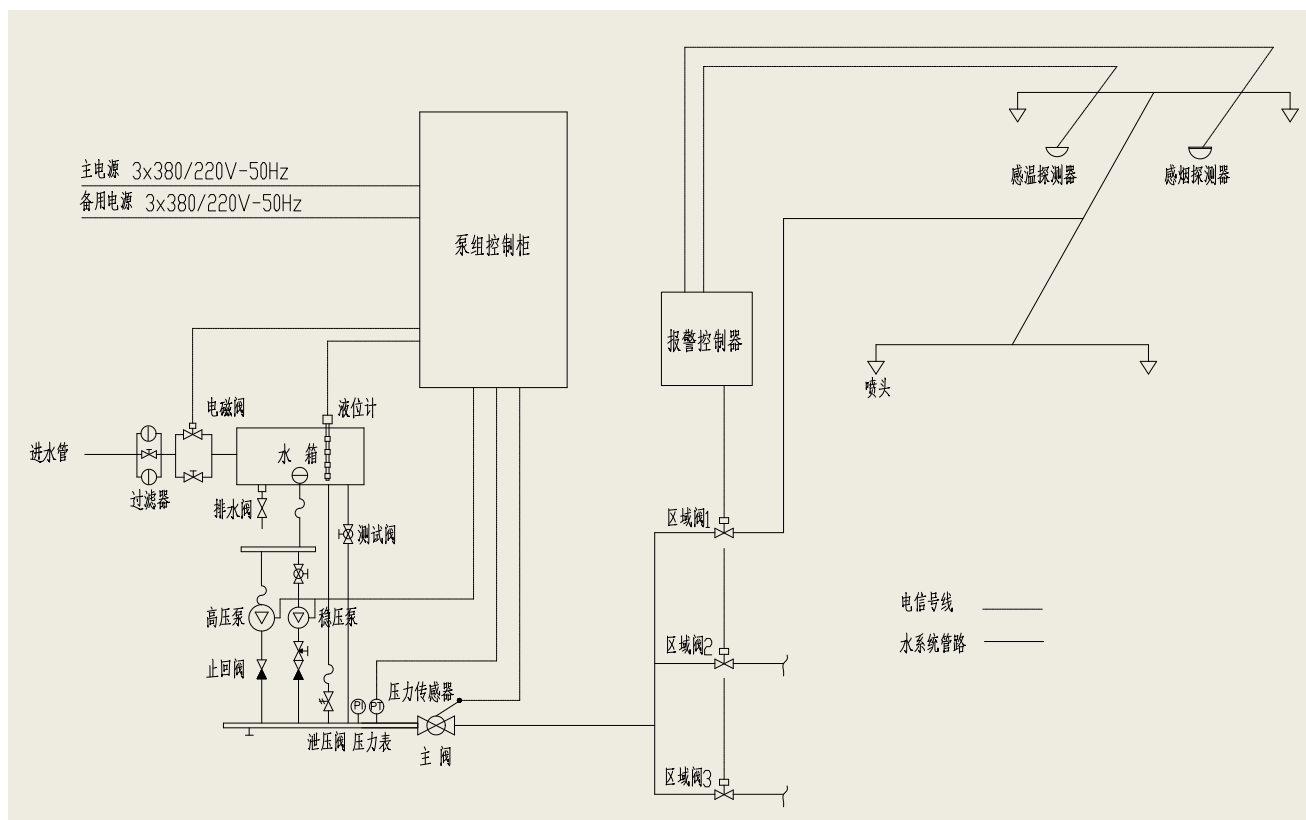 主电源 3x380/220V-50Hz
备用电源 3x380/220V-50Hz
泵组控制柜
感温探测器
感烟探测器
报警控制器
喷头
电磁阀
液位计
进水管
水 箱
过滤器
排水阀
测试阀
区域阀1
高压泵
稳压泵
电信号线
水系统管路
区域阀2
止回阀
压力传感器
PI
PT
泄压阀
压力表
主 阀
区域阀3